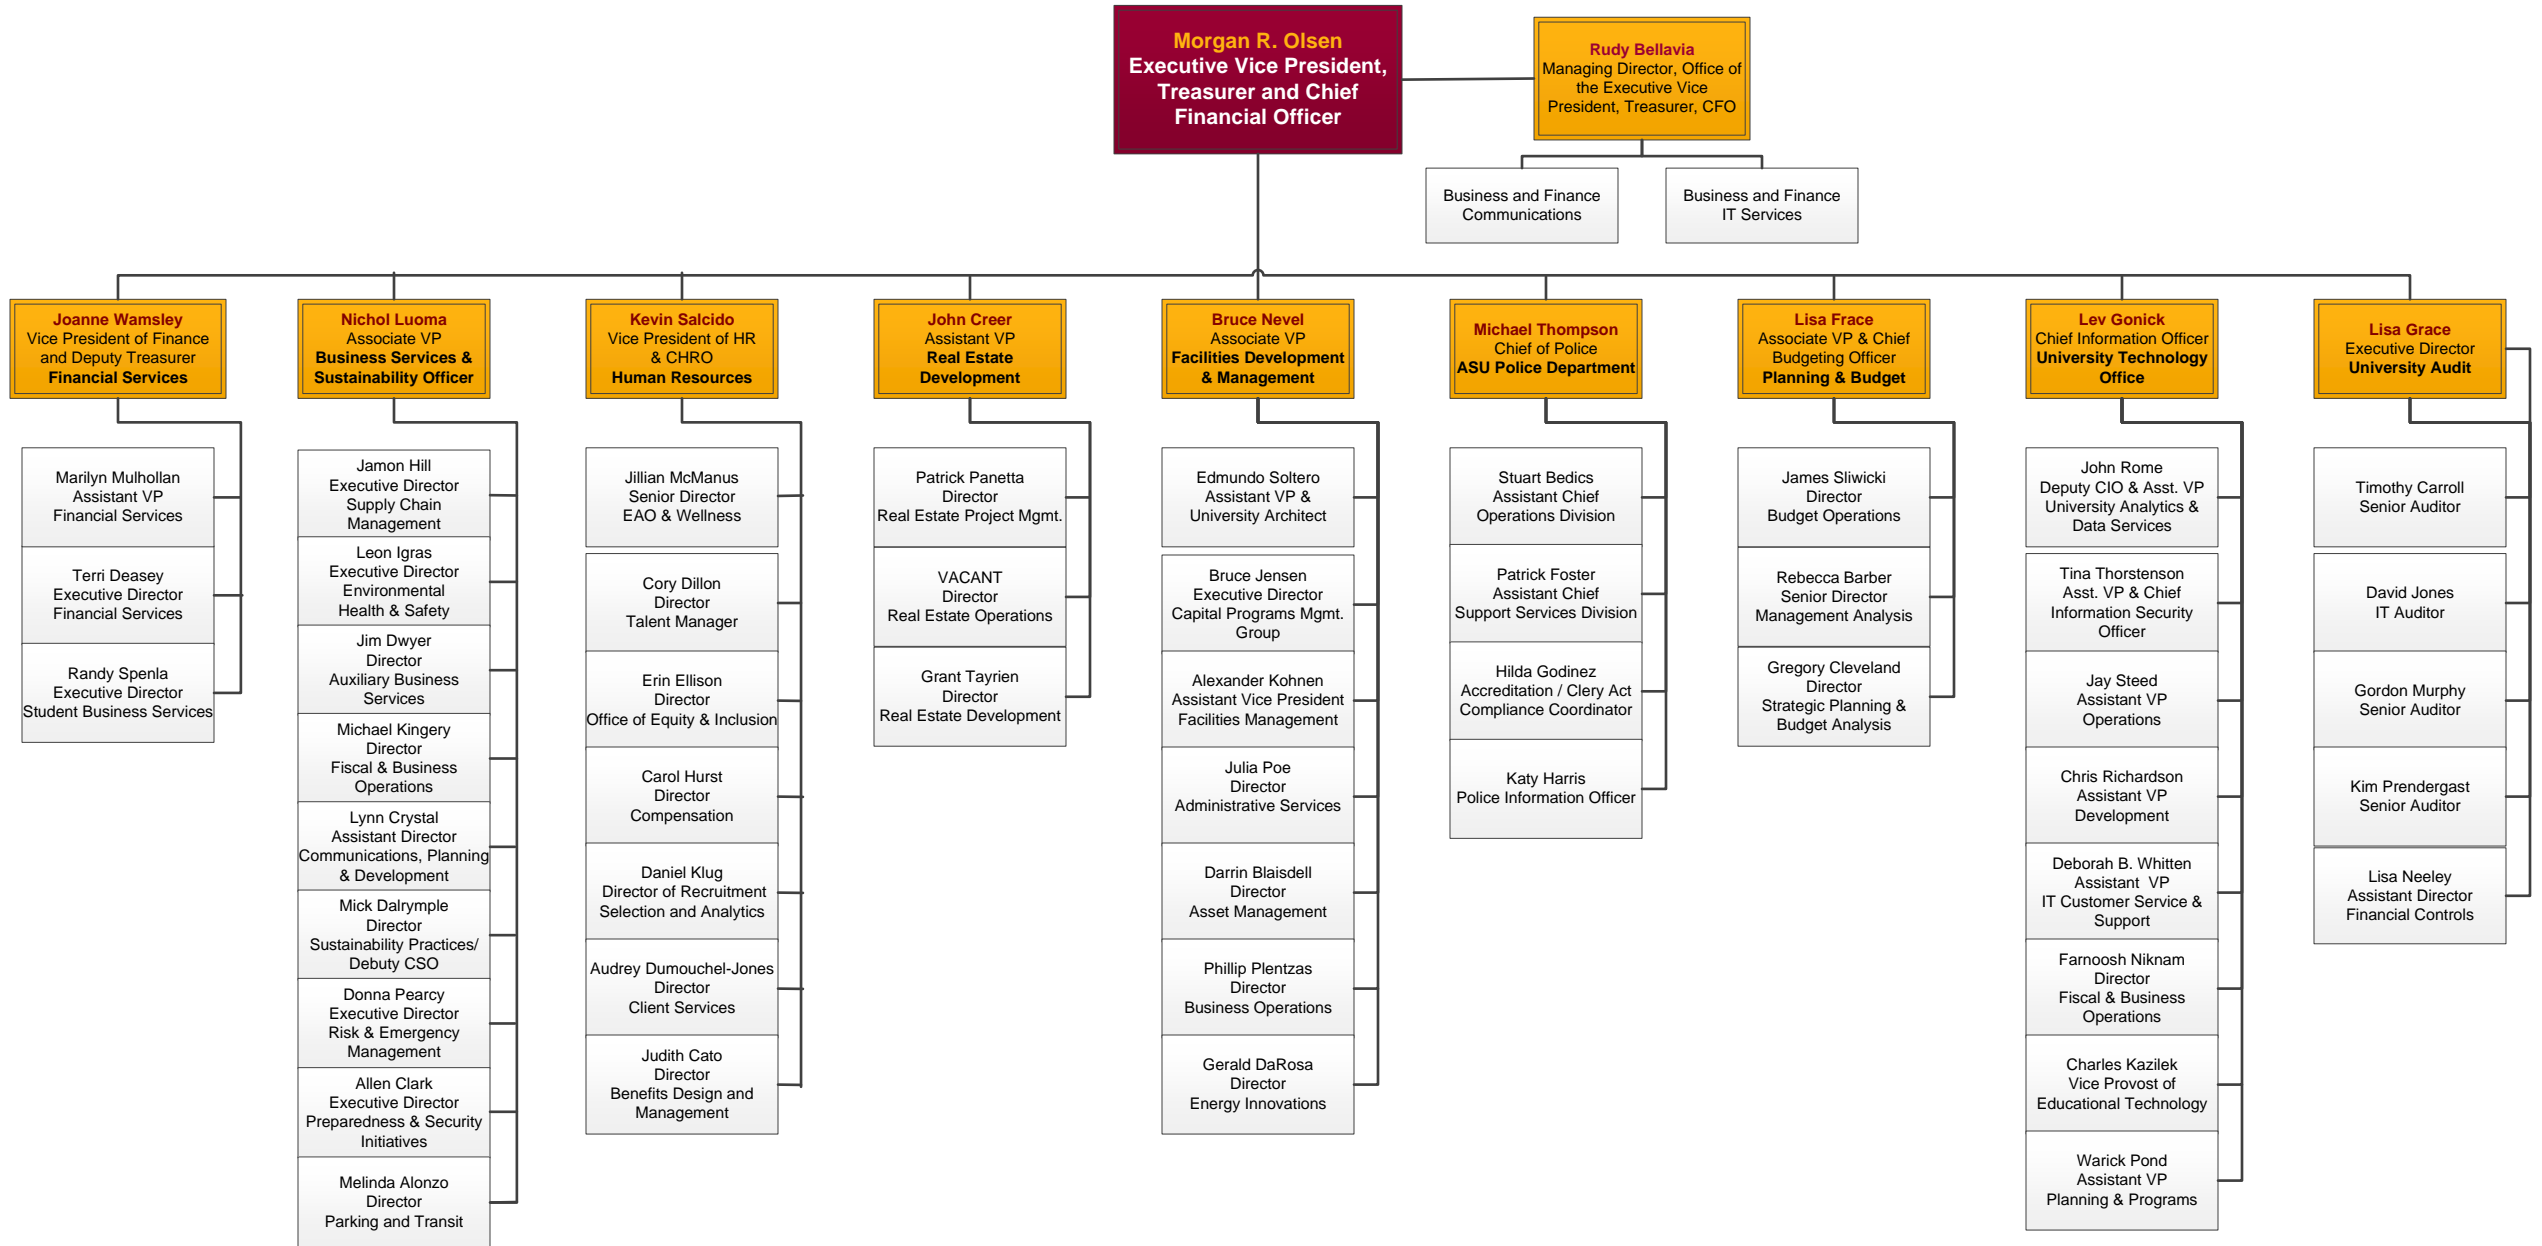 Morgan R. Olsen
Executive Vice President,
Treasurer and Chief
Financial Officer
Rudy Bellavia
Managing Director, Office of
the Executive Vice
President, Treasurer, CFO
Business and Finance
Communications
Business and Finance
IT Services
Joanne Wamsley
Vice President of Finance
and Deputy Treasurer
Financial Services
Marilyn Mulhollan
Assistant VP
Financial Services
Terri Deasey
Executive Director
Financial Services
Randy Spenla
Executive Director
Student Business Services
Nichol Luoma
Associate VP
Business Services &
Sustainability Officer
Jamon Hill
Executive Director
Supply Chain
Management
Leon Igras
Executive Director
Environmental
Health & Safety
Jim Dwyer
Director
Auxiliary Business
Services
Michael Kingery
Director
Fiscal & Business
Operations
Lynn Crystal
Assistant Director
Communications, Planning
& Development
Mick Dalrymple
Director
Sustainability Practices/
Debuty CSO
Donna Pearcy
Executive Director
Risk & Emergency
Management
Allen Clark
Executive Director
Preparedness & Security
Initiatives
Melinda Alonzo
Director
Parking and Transit
Kevin Salcido
Vice President of HR
& CHRO
Human Resources
Jillian McManus
Senior Director
EAO & Wellness
Cory Dillon
Director
Talent Manager
Erin Ellison
Director
Office of Equity & Inclusion
Carol Hurst
Director
Compensation
Daniel Klug
Director of Recruitment
Selection and Analytics
Audrey Dumouchel-Jones
Director
Client Services
Judith Cato
Director
Benefits Design and
Management
John Creer
Assistant VP
Real Estate
Development
Patrick Panetta
Director
Real Estate Project Mgmt.
VACANT
Director
Real Estate Operations
Grant Tayrien
Director
Real Estate Development
Bruce Nevel
Associate VP
Facilities Development
& Management
Edmundo Soltero
Assistant VP &
University Architect
Bruce Jensen
Executive Director
Capital Programs Mgmt.
Group
Alexander Kohnen
Assistant Vice President
Facilities Management
Julia Poe
Director
Administrative Services
Darrin Blaisdell
Director
Asset Management
Phillip Plentzas
Director
Business Operations
Gerald DaRosa
Director
Energy Innovations
Michael Thompson
Chief of Police
ASU Police Department
Stuart Bedics
Assistant Chief
Operations Division
Patrick Foster
Assistant Chief
Support Services Division
Hilda Godinez
Accreditation / Clery Act
Compliance Coordinator
Katy Harris
Police Information Officer
Lisa Frace
Associate VP & Chief
Budgeting Officer
Planning & Budget
James Sliwicki
Director
Budget Operations
Rebecca Barber
Senior Director
Management Analysis
Gregory Cleveland
Director
Strategic Planning &
Budget Analysis
Lev Gonick
Chief Information Officer
University Technology
Office
John Rome
Deputy CIO & Asst. VP
University Analytics &
Data Services
Tina Thorstenson
Asst. VP & Chief
Information Security
Officer
Jay Steed
Assistant VP
Operations
Chris Richardson
Assistant VP
Development
Deborah B. Whitten
Assistant VP
IT Customer Service &
Support
Farnoosh Niknam
Director
Fiscal & Business
Operations
Charles Kazilek
Vice Provost of
Educational Technology
Warick Pond
Assistant VP
Planning & Programs
Lisa Grace
Executive Director
University Audit
Timothy Carroll
Senior Auditor
David Jones
IT Auditor
Gordon Murphy
Senior Auditor
Kim Prendergast
Senior Auditor
Lisa Neeley
Assistant Director
Financial Controls